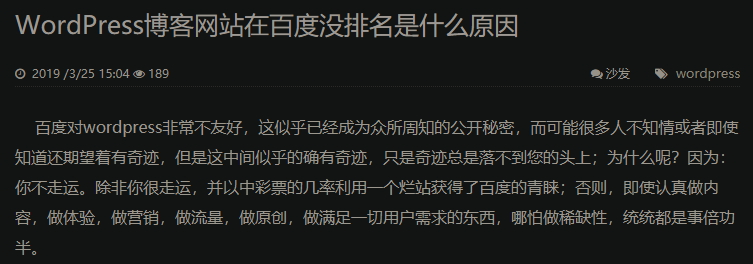 WordPress博客网站在百度没排名是什么原因
2019 /3/25 15:04 189 沙发 wordpress
百度对wordpress非常不友好，这似乎已经成为众所周知的公开秘密，而可能很多人不知情或者即使
知道还期望着有奇迹，但是这中间似乎的确有奇迹，只是奇迹总是落不到您的头上；为什么呢？因为：
你不走运。除非你很走运，并以中彩票的几率利用一个烂站获得了百度的青睐；否则，即使认真做内
容，做体验，做营销，做流量，做原创，做满足一切用户需求的东西，哪怕做稀缺性，统统都是事倍功
半。